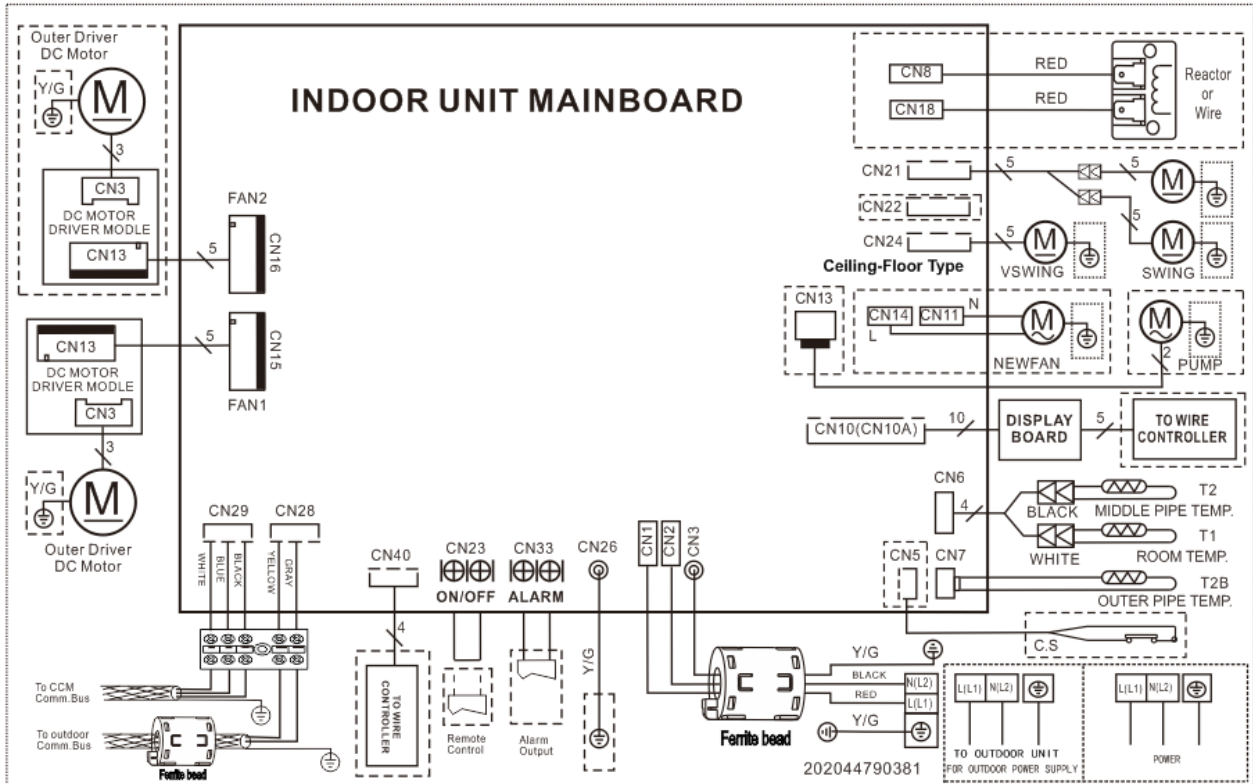 Outer Driver
DC Motor
Y/G
M
3
CN3
DC MOTOR
DRIVER MODLE
CN13
5
FAN2
CN16
INDOOR UNIT MAINBOARD
CN8
RED
CN18
RED
Reactor
or
Wire
CN21
5
5
M
CN22
5
CN24
5
M
M
Ceiling-Floor Type
VSWING
SWING
CN13
5
CN15
FAN1
DC MOTOR
DRIVER MODLE
CN3
3
Y/G
M
Outer Driver
DC Motor
CN13
CN14
CN11
N
L
M
NEWFAN
M
2
PUMP
CN10(CN10A)
10
DISPLAY
BOARD
5
TO WIRE
CONTROLLER
CN6
4
BLACK
T2
MIDDLE PIPE TEMP.
WHITE
T1
ROOM TEMP.
CN5
CN7
T2B
OUTER PIPE TEMP.
C.S
CN29
CN28
WHITE
BLUE
BLACK
YELLOW
GRAY
CN40
CN23
ON/OFF
CN33
ALARM
CN26
CN1
CN2
CN3
4
TO WIRE
CONTROLLER
Remote
Control
Alarm
Output
Y/G
To CCM
Comm.Bus
To outdoor
Comm.Bus
Ferrite bead
Ferrite bead
Y/G
BLACK
RED
Y/G
N(L2)
L(L1)
202044790381
L(L1)
N(L2)
TO OUTDOOR UNIT
FOR OUTDOOR POWER SUPPLY
L(L1)
N(L2)
POWER